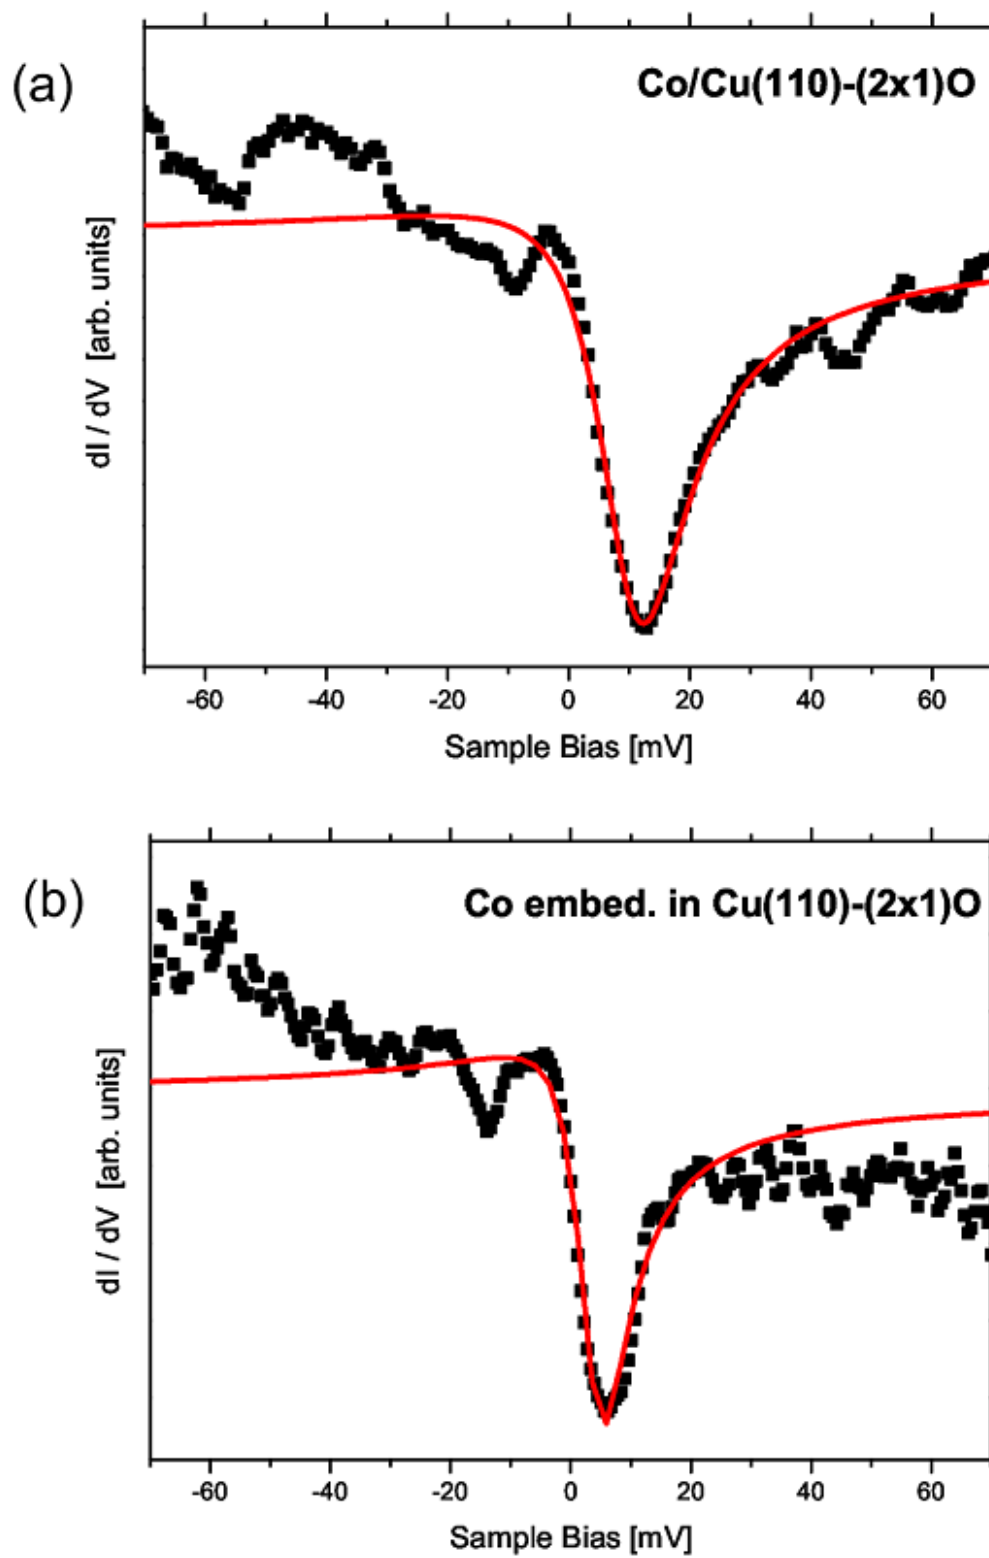 (a)
Co/Cu(110)-(2x1)O
dI / dV [arb. units]
-60 -40 -20 0 20 40 60
Sample Bias [mV]
(b)
Co embed. in Cu(110)-(2x1)O
dI / dV [arb. units]
-60 -40 -20 0 20 40 60
Sample Bias [mV]